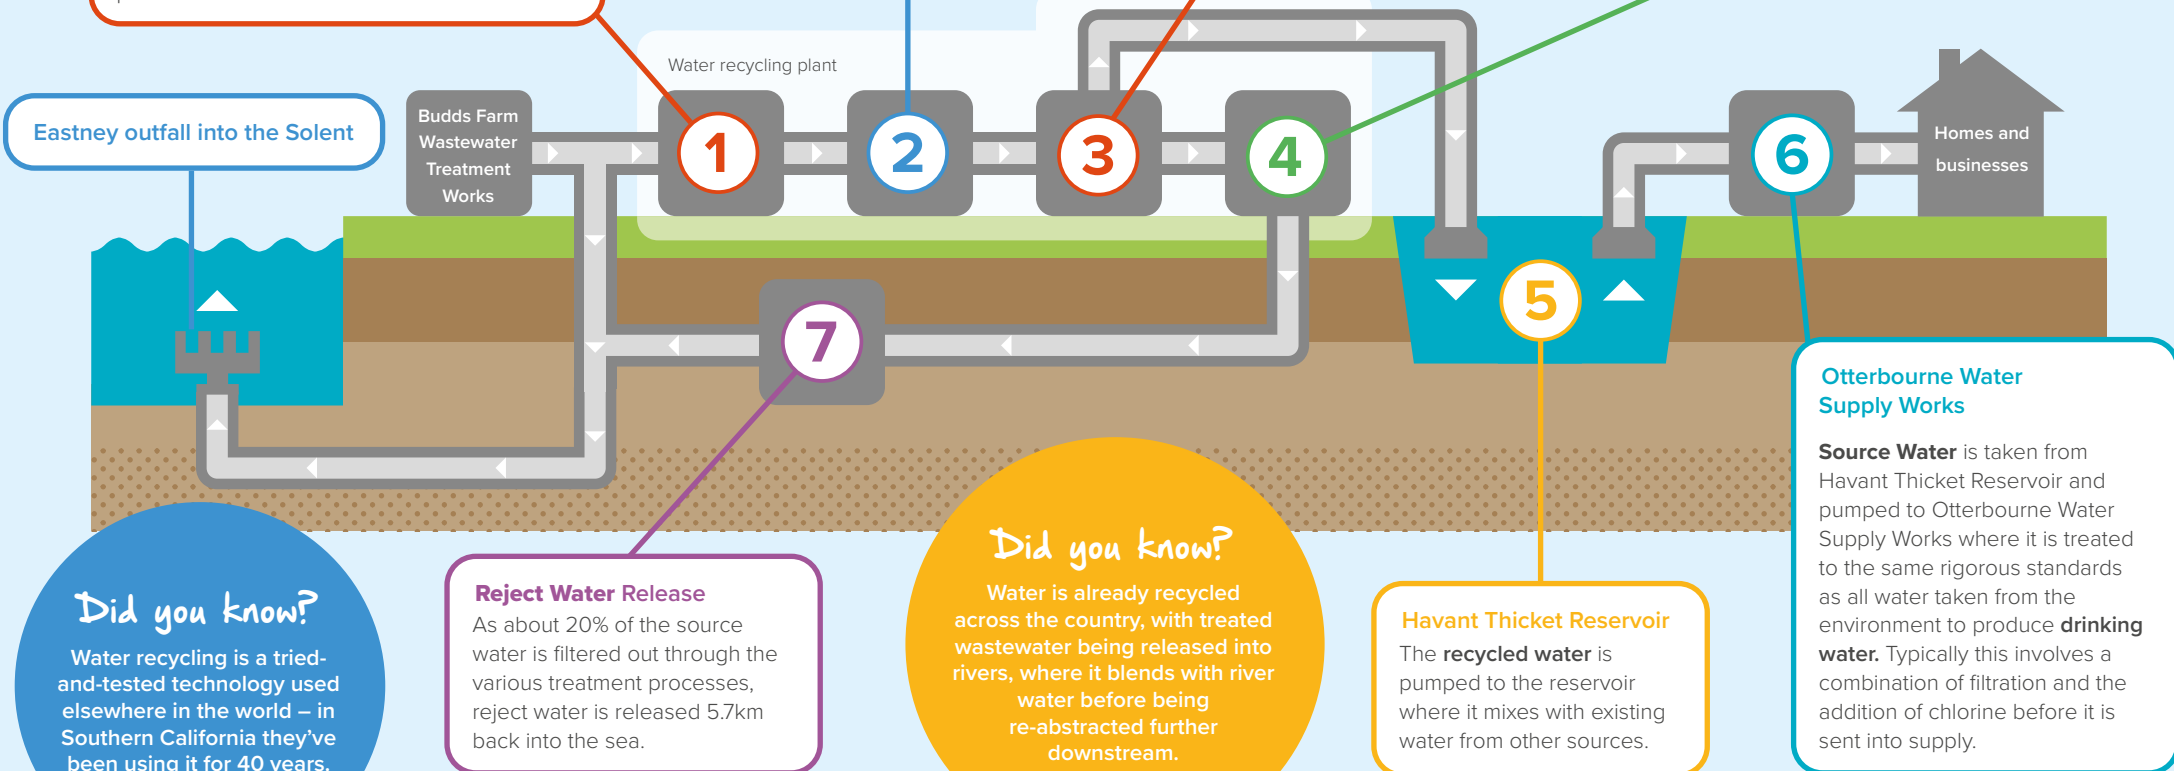 Water recycling plant
Eastney outfall into the Solent
Budds Farm
Wastewater
Treatment
Works
1
2
3
4
6
Homes and
businesses
5
7
Otterbourne Water
Supply Works
Source Water is taken from
Havant Thicket Reservoir and
pumped to Otterbourne Water
Supply Works where it is treated
to the same rigorous standards
as all water taken from the
environment to produce drinking
water. Typically this involves a
combination of filtration and the
addition of chlorine before it is
sent into supply.
Did you know?
Water recycling is a tried-
and-tested technology used
elsewhere in the world – in
Southern California they've
been using it for 40 years.
Reject Water Release
As about 20% of the source
water is filtered out through the
various treatment processes,
reject water is released 5.7km
back into the sea.
Did you know?
Water is already recycled
across the country, with treated
wastewater being released into
rivers, where it blends with river
water before being
re-abstracted further
downstream.
Havant Thicket Reservoir
The recycled water is
pumped to the reservoir
where it mixes with existing
water from other sources.